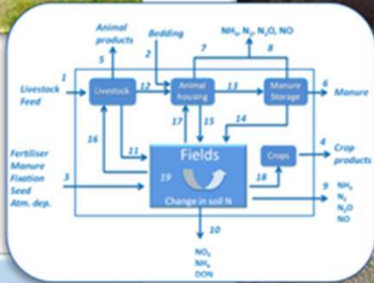 Animal
products
5
Bedding
2
7
NH₃, N₂, N₂O, NO
8
Livestock
Feed
1
Livestock
12
Animal
housing
13
Manure
Storage
6
Manure
17
15
14
16
11
Fertiliser
Manure
Fixation
Seed
Atm. dep.
3
Fields
19
Change in soil N
18
Crops
4
Crop
products
9
NH₃
N₂
N₂O
NO
10
NO₃
NH₄
DON